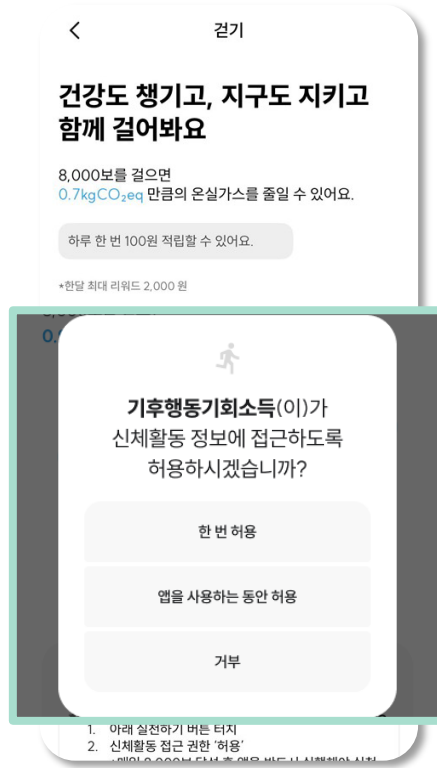 걷기
건강도 챙기고, 지구도 지키고
함께 걸어봐요
8,000보를 걸으면
0.7kgCO₂eq 만큼의 온실가스를 줄일 수 있어요.
하루 한 번 100원 적립할 수 있어요.
*한달 최대 리워드 2,000 원
기후행동기회소득(이)가
신체활동 정보에 접근하도록
허용하시겠습니까?
한 번 허용
앱을 사용하는 동안 허용
거부
1. 아래 실천하기 버튼 터치
2. 신체활동 접근 권한 ‘허용’